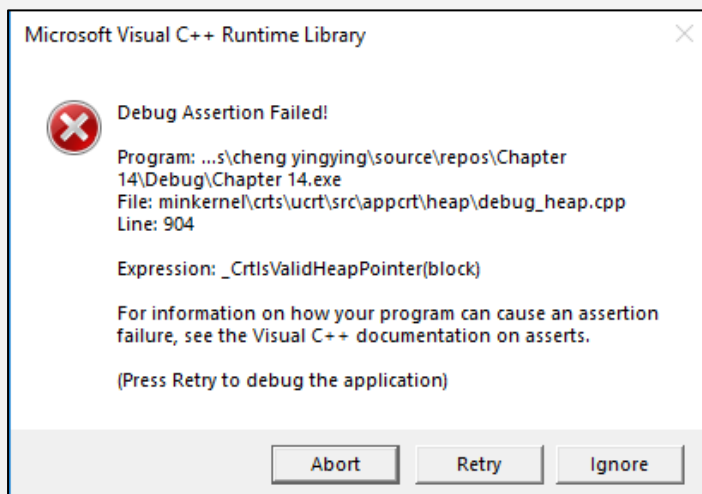 Microsoft Visual C++ Runtime Library
Debug Assertion Failed!
Program: ...s\cheng yingying\source\repos\Chapter
14\Debug\Chapter 14.exe
File: minkernel\crts\ucrt\src\appcrt\heap\debug_heap.cpp
Line: 904
Expression: _CrtIsValidHeapPointer(block)
For information on how your program can cause an assertion
failure, see the Visual C++ documentation on asserts.
(Press Retry to debug the application)
Abort Retry Ignore